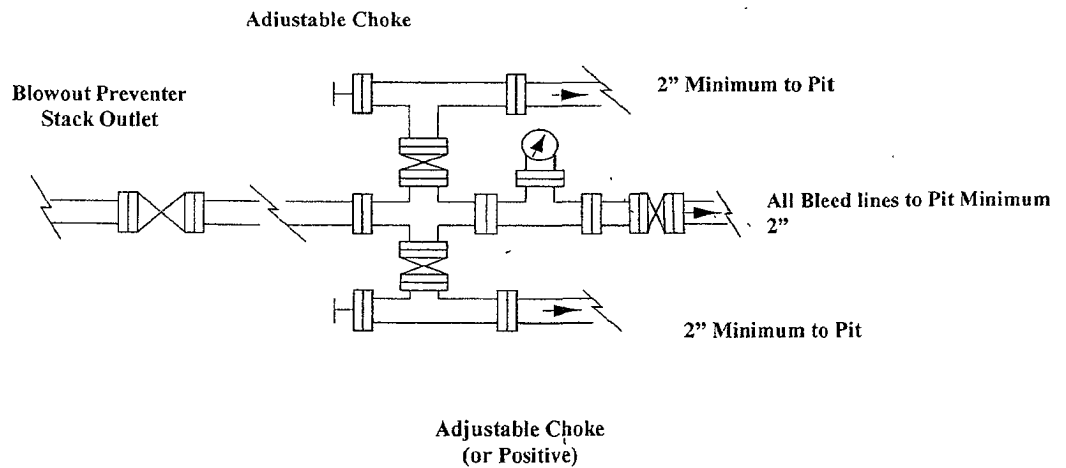 Adjustable Choke
Blowout Preventer
Stack Outlet
2” Minimum to Pit
All Bleed lines to Pit Minimum
2”
2” Minimum to Pit
Adjustable Choke
(or Positive)